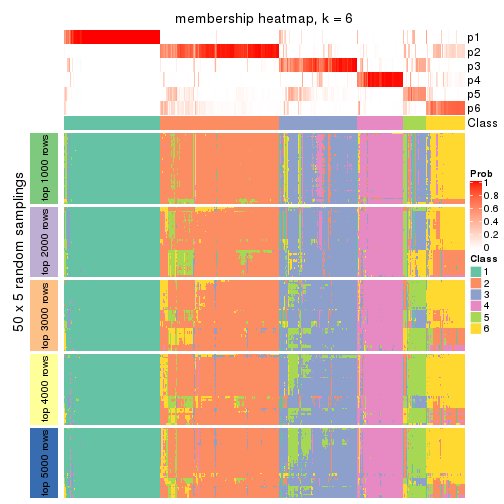 membership heatmap, k = 6
p1
p2
p3
p4
p5
p6
Class
50 x 5 random samplings
top 1000 rows
top 2000 rows
top 3000 rows
top 4000 rows
top 5000 rows
Prob
1
0.8
0.6
0.4
0.2
0
Class
1
2
3
4
5
6